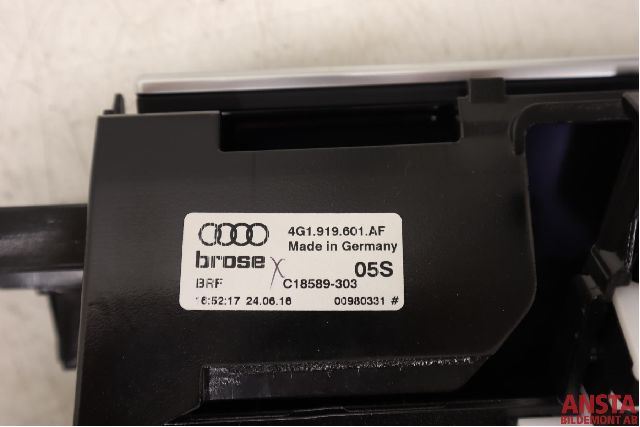 4G1.919.601.AF
Made in Germany
brose X 05S
BRF C18589-303
16:52:17 24.06.16 00980331 #
ANSTA
BILDEMONT AB